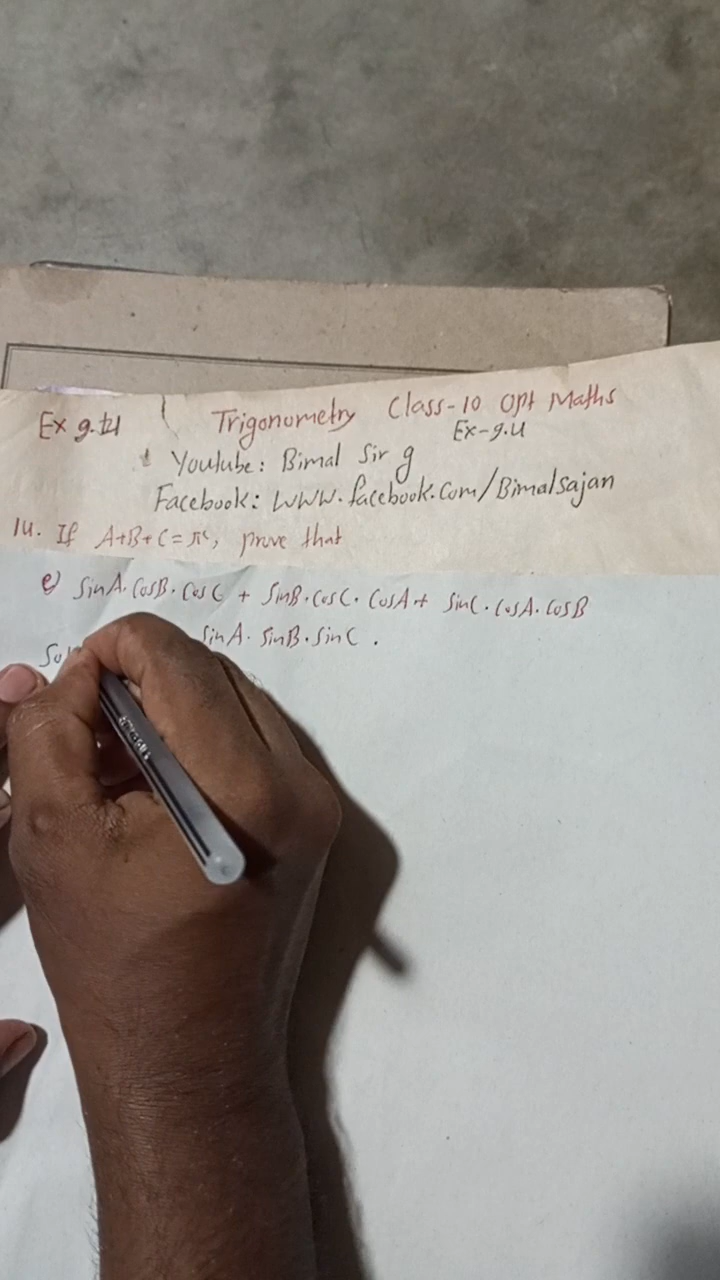 Ex 9.4
Trigonometry Class-10 Opt Maths
Ex-9.4
Youtube: Bimal Sir g
Facebook: WWW.facebook.com/Bimalsajan
14. If A+B+C=πᶜ, prove that
e) SinA.CosB.CosC + SinB.CosC.CosA + SinC.CosA.CosB
SinA.SinB.SinC.